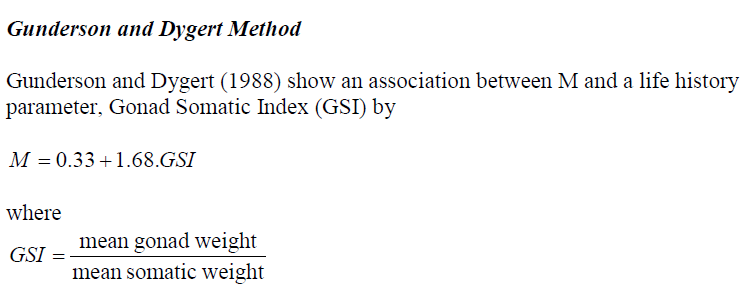 Gunderson and Dygert Method
Gunderson and Dygert (1988) show an association between M and a life history
parameter, Gonad Somatic Index (GSI) by
M = 0.33 + 1.68.GSI
where
GSI = mean gonad weight
mean somatic weight